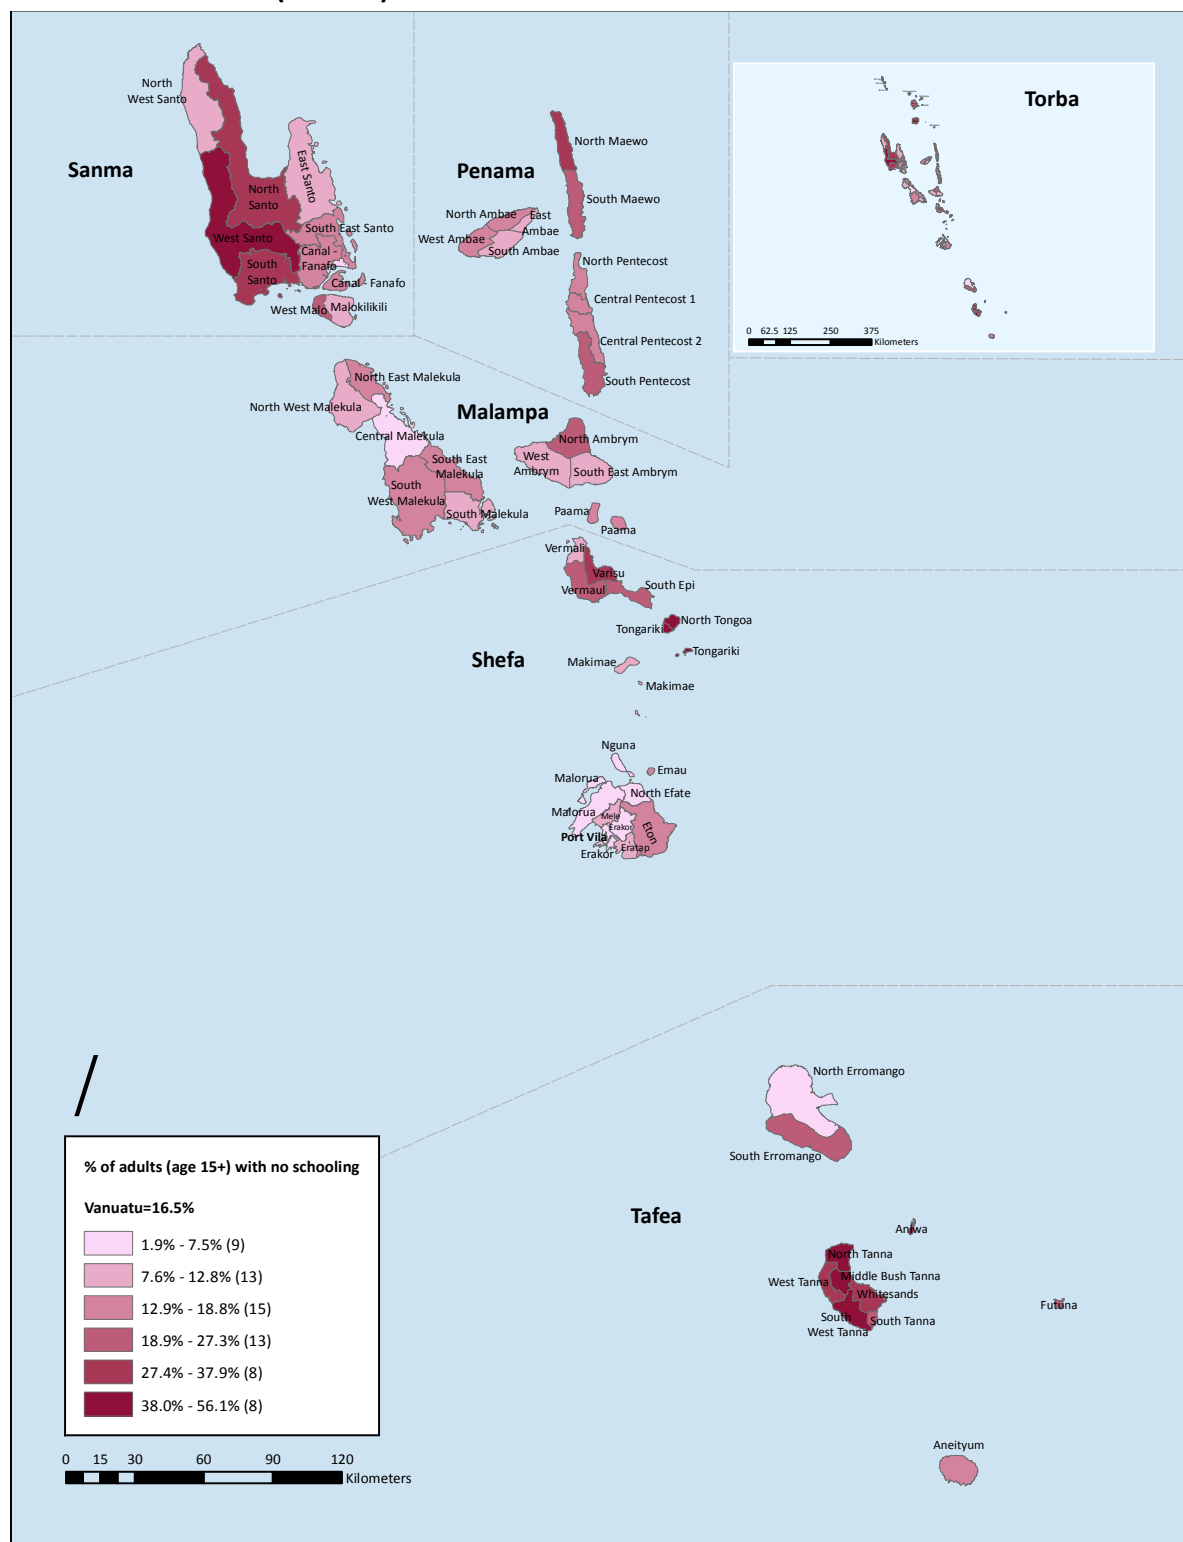 North
West Santo
Sanma
East Santo
North
Santo
South East Santo
West Santo
Canal -
Fanafo
South
Santo
Canal - Fanafo
West Malo
Malokilikili
Penama
North Maewo
South Maewo
North Ambae
East
Ambae
West Ambae
South Ambae
North Pentecost
Central Pentecost 1
Central Pentecost 2
South Pentecost
Torba
0 62.5 125 250 375
Kilometers
North East Malekula
North West Malekula
Malampa
Central Malekula
South East
Malekula
South
West Malekula
South Malekula
North Ambrym
West
Ambrym
South East Ambrym
Paama
Paama
Vermali
Varisu
Vermaul
South Epi
North Tongoa
Tongariki
Tongariki
Shefa
Makimae
Makimae
Nguna
Emau
Malorua
North Efate
Malorua
Mele
Erakor
Eton
Port Vila
Erakor
Eratap
North Erromango
South Erromango
Tafea
Aniwa
North Tanna
Middle Bush Tanna
West Tanna
Whitesands
South
West Tanna
South Tanna
Futuna
Aneityum
% of adults (age 15+) with no schooling
Vanuatu=16.5%
1.9% - 7.5% (9)
7.6% - 12.8% (13)
12.9% - 18.8% (15)
18.9% - 27.3% (13)
27.4% - 37.9% (8)
38.0% - 56.1% (8)
0 15 30 60 90 120
Kilometers